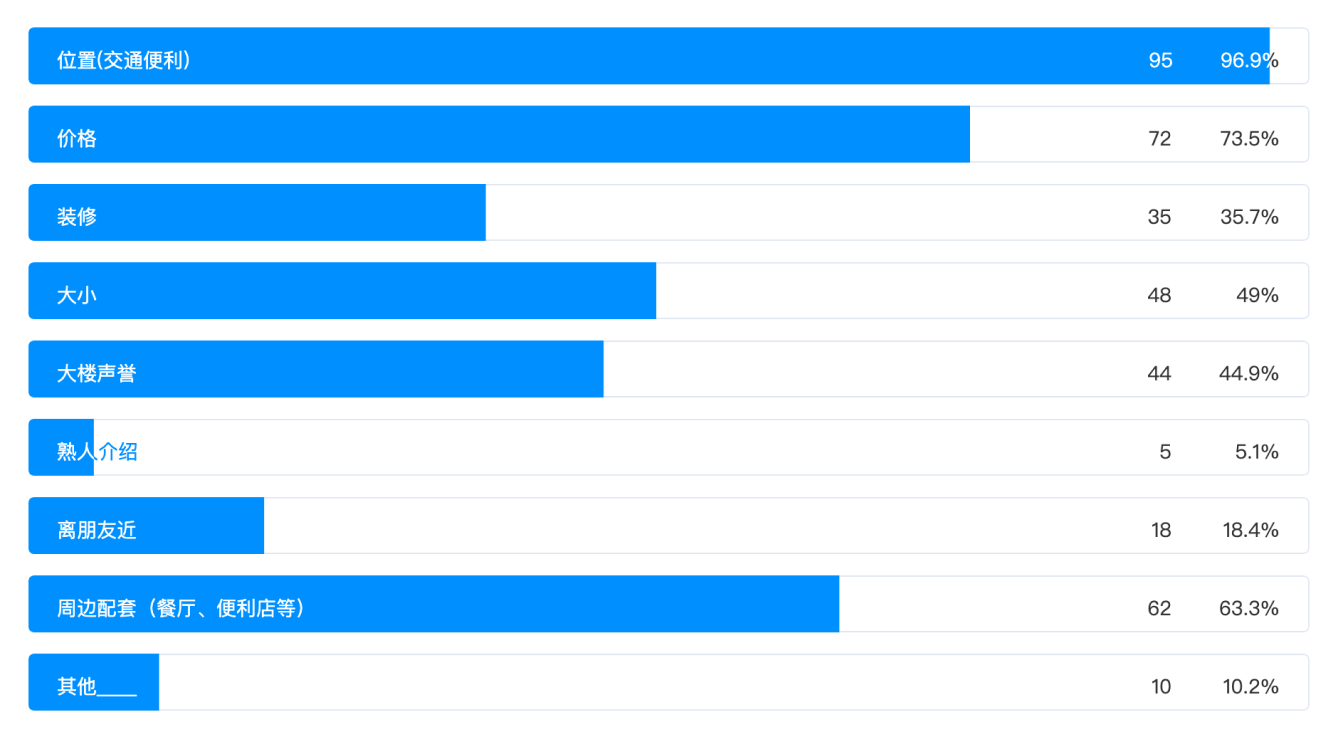 位置(交通便利) 95 96.9%
价格 72 73.5%
装修 35 35.7%
大小 48 49%
大楼声誉 44 44.9%
熟人介绍 5 5.1%
离朋友近 18 18.4%
周边配套（餐厅、便利店等） 62 63.3%
其他____ 10 10.2%